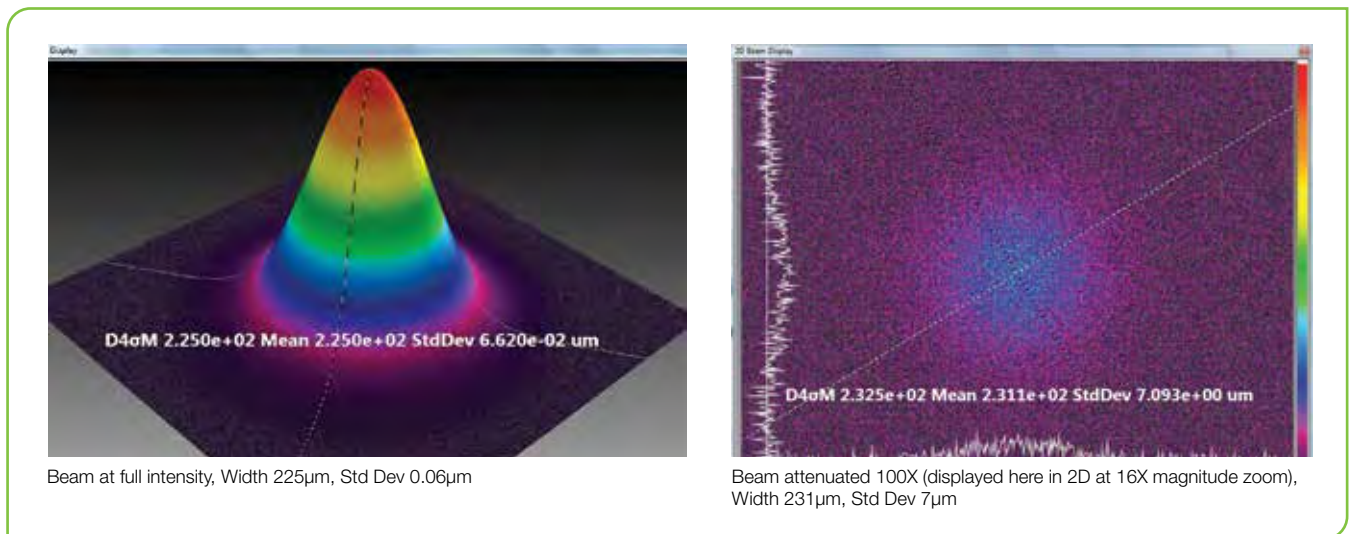 Display
D4σM 2.250e+02 Mean 2.250e+02 StdDev 6.620e-02 um
Beam at full intensity, Width 225µm, Std Dev 0.06µm
2D Beam Display
D4σM 2.325e+02 Mean 2.311e+02 StdDev 7.093e+00 um
Beam attenuated 100X (displayed here in 2D at 16X magnitude zoom),
Width 231µm, Std Dev 7µm